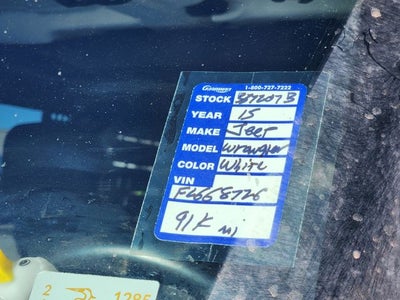 1-800-727-7222
STOCK 37207B
YEAR 15
MAKE Jeep
MODEL Wrangler
COLOR White
VIN
FL658726
91K mi
2 1285